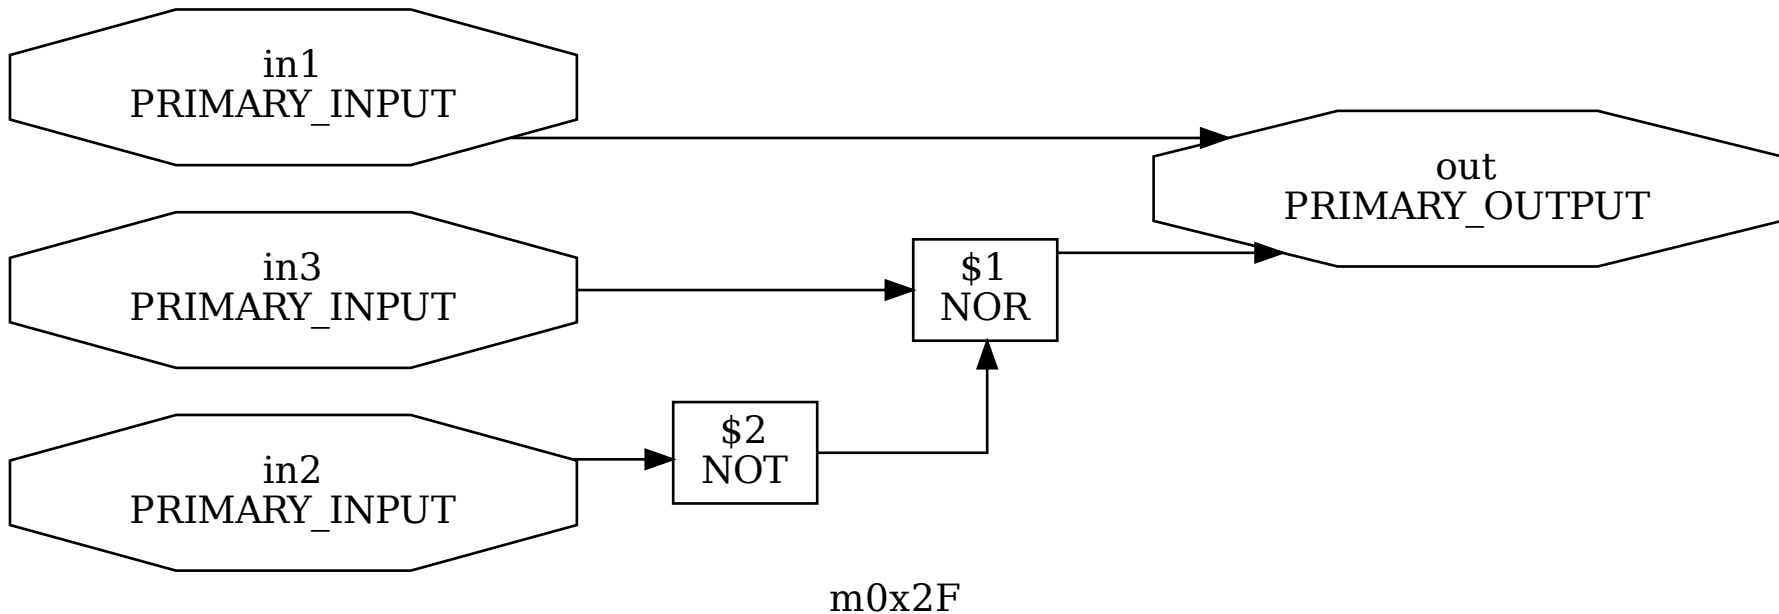 in1
PRIMARY_INPUT
out
PRIMARY_OUTPUT
in3
PRIMARY_INPUT
$1
NOR
$2
NOT
in2
PRIMARY_INPUT
m0x2F